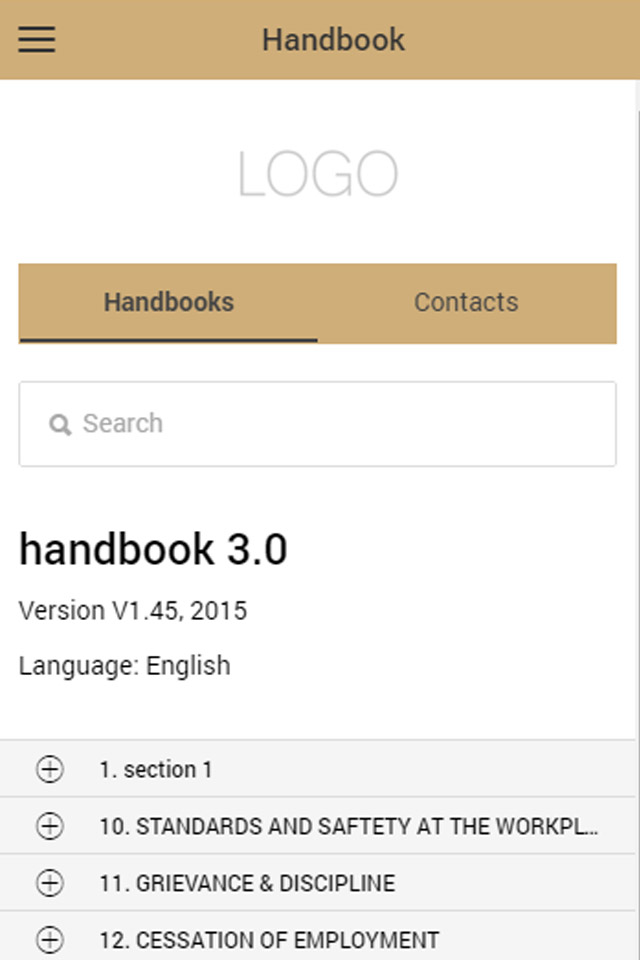 Handbook
LOGO
Handbooks Contacts
Search
handbook 3.0
Version V1.45, 2015
Language: English
1. section 1
10. STANDARDS AND SAFTETY AT THE WORKPL...
11. GRIEVANCE & DISCIPLINE
12. CESSATION OF EMPLOYMENT